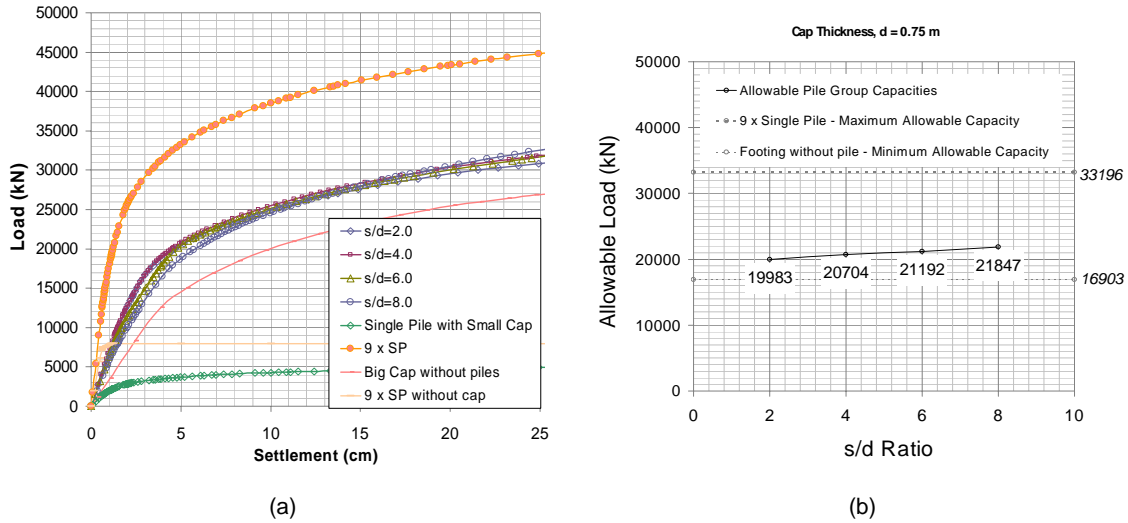 50000
45000
40000
35000
30000
25000
20000
15000
10000
5000
0
Load (kN)
0 5 10 15 20 25
Settlement (cm)
s/d=2.0
s/d=4.0
s/d=6.0
s/d=8.0
Single Pile with Small Cap
9 x SP
Big Cap without piles
9 x SP without cap
(a)
Cap Thickness, d = 0.75 m
50000
40000
30000
20000
10000
0
Allowable Load (kN)
Allowable Pile Group Capacities
9 x Single Pile - Maximum Allowable Capacity
Footing without pile - Minimum Allowable Capacity
33196
19983 20704 21192 21847
16903
0 2 4 6 8 10
s/d Ratio
(b)